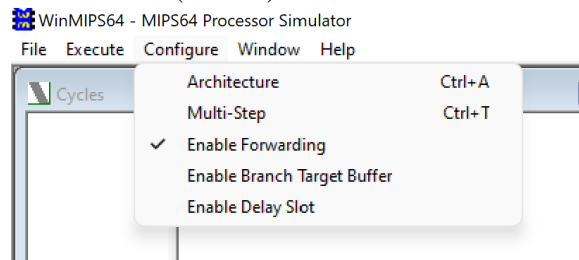 WinMIPS64 - MIPS64 Processor Simulator
File Execute Configure Window Help
Cycles
Architecture Ctrl+A
Multi-Step Ctrl+T
✓ Enable Forwarding
Enable Branch Target Buffer
Enable Delay Slot